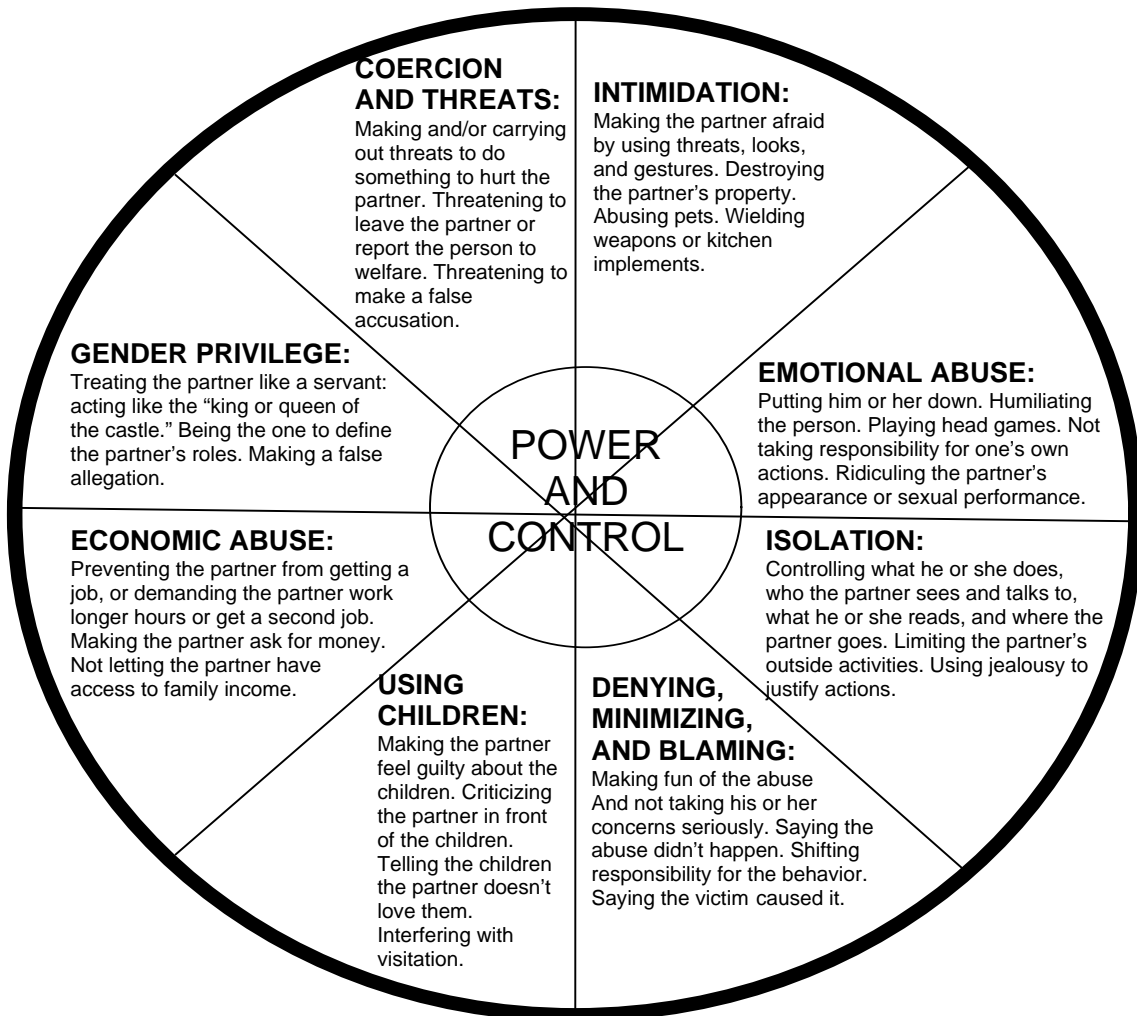 COERCION
AND THREATS:
Making and/or carrying
out threats to do
something to hurt the
partner. Threatening to
leave the partner or
report the person to
welfare. Threatening to
make a false
accusation.
INTIMIDATION:
Making the partner afraid
by using threats, looks,
and gestures. Destroying
the partner’s property.
Abusing pets. Wielding
weapons or kitchen
implements.
GENDER PRIVILEGE:
Treating the partner like a servant:
acting like the “king or queen of
the castle.” Being the one to define
the partner’s roles. Making a false
allegation.
EMOTIONAL ABUSE:
Putting him or her down. Humiliating
the person. Playing head games. Not
taking responsibility for one’s own
actions. Ridiculing the partner’s
appearance or sexual performance.
POWER
AND
CONTROL
ECONOMIC ABUSE:
Preventing the partner from getting a
job, or demanding the partner work
longer hours or get a second job.
Making the partner ask for money.
Not letting the partner have
access to family income.
ISOLATION:
Controlling what he or she does,
who the partner sees and talks to,
what he or she reads, and where the
partner goes. Limiting the partner’s
outside activities. Using jealousy to
justify actions.
USING
CHILDREN:
Making the partner
feel guilty about the
children. Criticizing
the partner in front
of the children.
Telling the children
the partner doesn’t
love them.
Interfering with
visitation.
DENYING,
MINIMIZING,
AND BLAMING:
Making fun of the abuse
And not taking his or her
concerns seriously. Saying the
abuse didn’t happen. Shifting
responsibility for the behavior.
Saying the victim caused it.